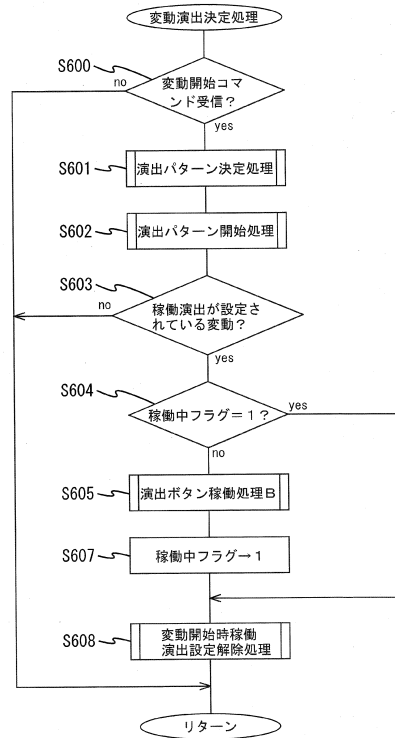 変動演出決定処理
S600
no
変動開始コマ
ンド受信？
yes
S601
演出パターン決定処理
S602
演出パターン開始処理
S603
no
稼働演出が設定さ
れている変動？
yes
S604
稼働中フラグ＝１？
yes
no
S605
演出ボタン稼働処理Ｂ
S607
稼働中フラグ→１
S608
変動開始時稼働
演出設定解除処理
リターン